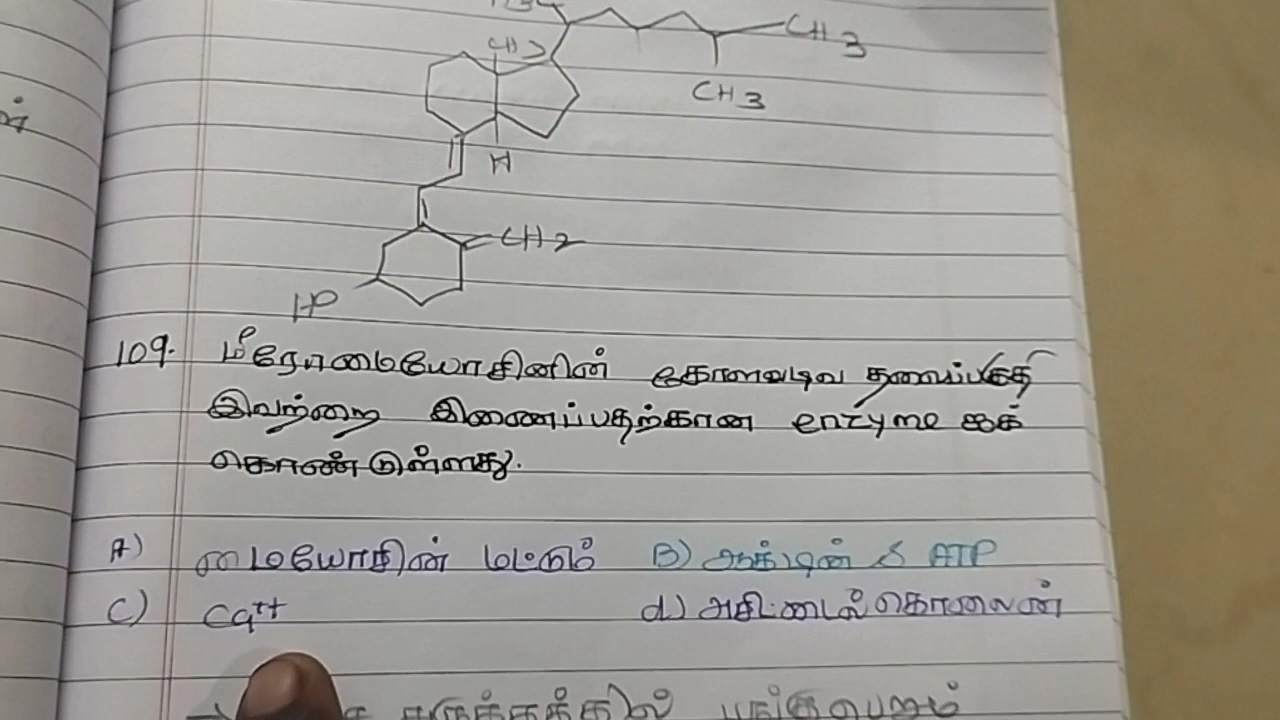 CH3
CH3
CH3
H
=CH2
HO
109. மீரோமையோசினின் கோளவடிவ தலைப்பகுதி
இவற்றை இணைப்பதற்கான enzyme ஐக்
கொண்டுள்ளது.
A) மையோசின் மட்டும் B) ஆக்டின் & ATP
C) Ca++ d) அசிட்டைல்கொலைன்